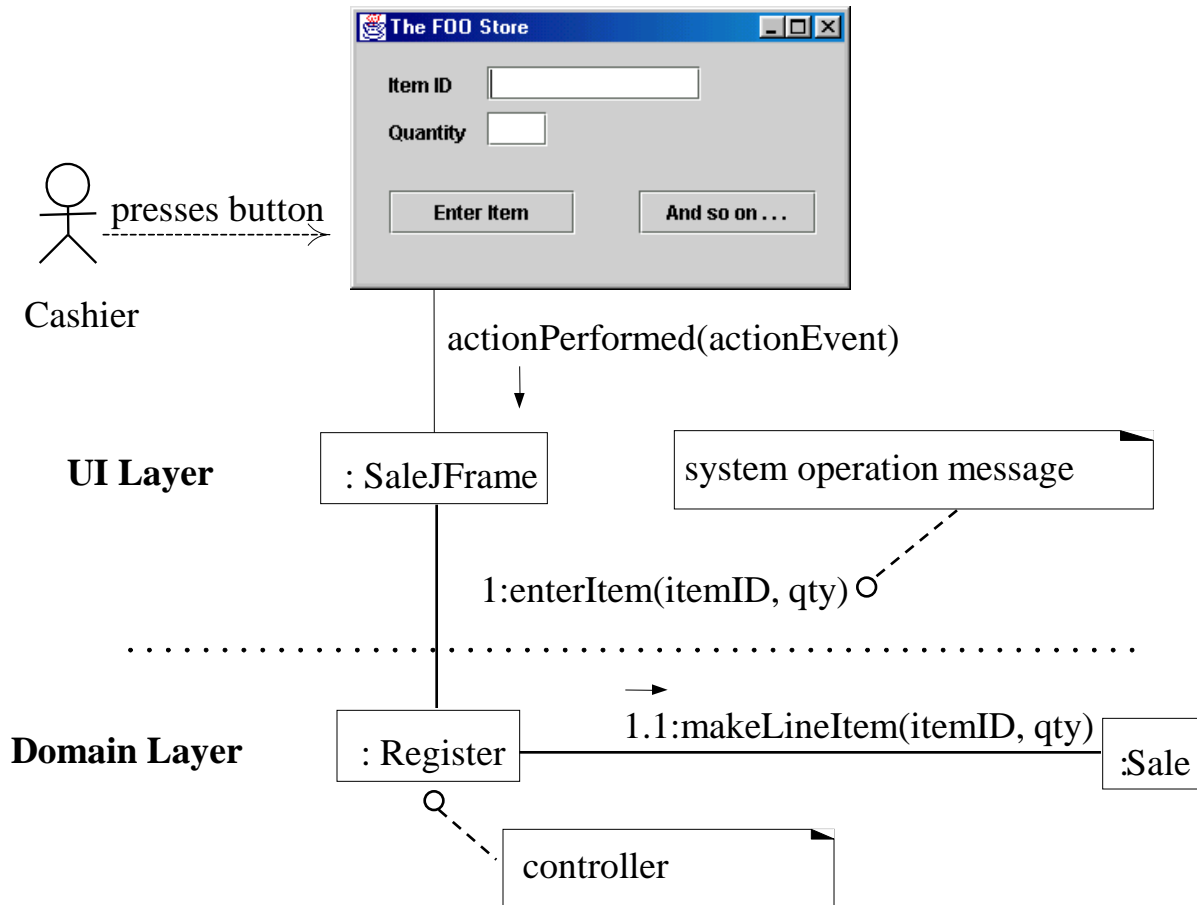 The FOO Store
Item ID
Quantity
Enter Item
And so on . . .
presses button
Cashier
actionPerformed(actionEvent)
UI Layer
: SaleJFrame
system operation message
1:enterItem(itemID, qty)
1.1:makeLineItem(itemID, qty)
Domain Layer
: Register
:Sale
controller